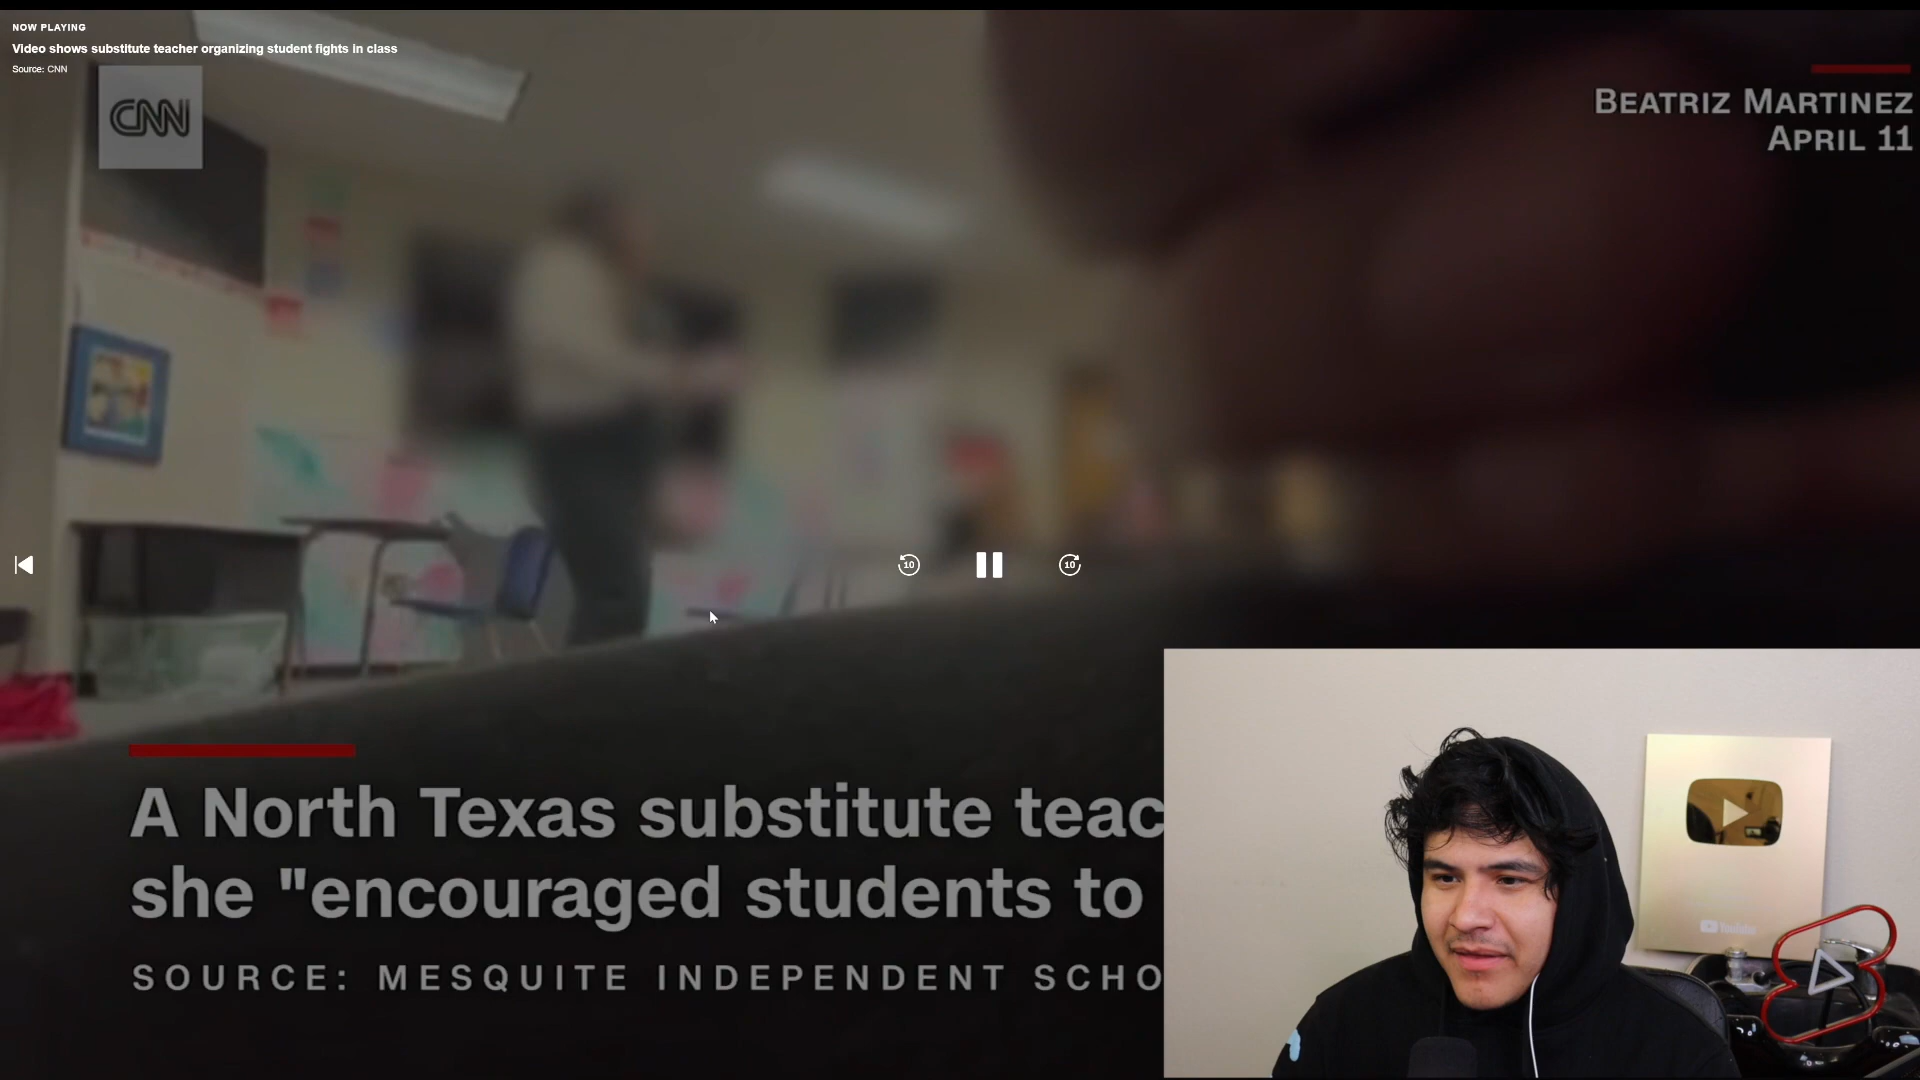 NOW PLAYING
Video shows substitute teacher organizing student fights in class
Source: CNN
CNN
BEATRIZ MARTINEZ
APRIL 11
10
10
A North Texas substitute teac
she "encouraged students to
SOURCE: MESQUITE INDEPENDENT SCHO
YouTube